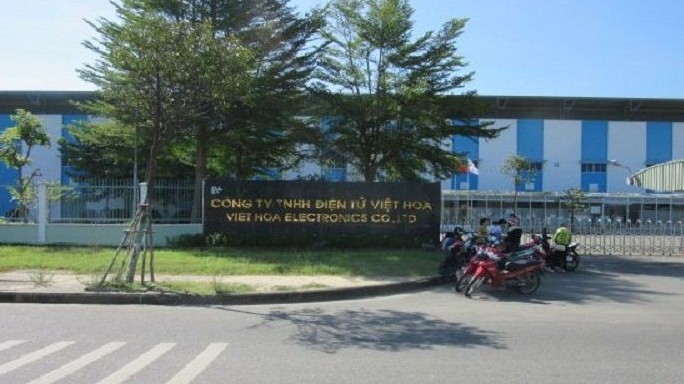 CÔNG TY TNHH ĐIỆN TỬ VIỆT HOA
VIET HOA ELECTRONICS CO.,LTD